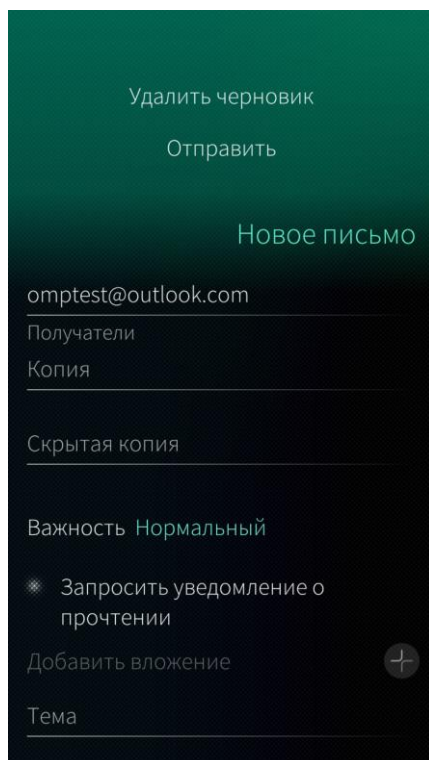 Удалить черновик
Отправить
Новое письмо
omptest@outlook.com
Получатели
Копия
Скрытая копия
Важность Нормальный
Запросить уведомление о
прочтении
Добавить вложение
Тема